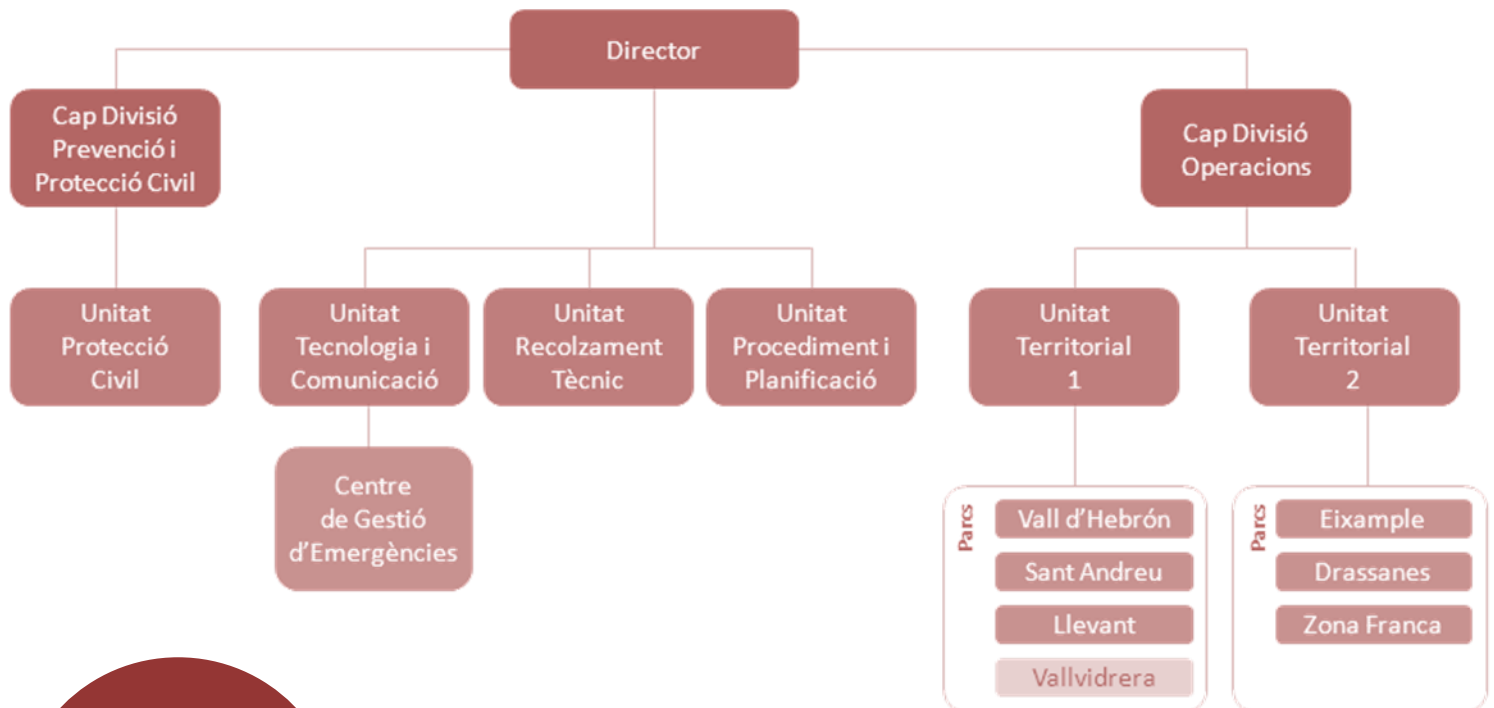 Director
Cap Divisió
Prevenció i
Protecció Civil
Cap Divisió
Operacions
Unitat
Protecció
Civil
Unitat
Tecnologia i
Comunicació
Unitat
Recolzament
Tècnic
Unitat
Procediment i
Planificació
Unitat
Territorial
1
Unitat
Territorial
2
Centre
de Gestió
d'Emergències
Parcs
Vall d'Hebrón
Sant Andreu
Llevant
Vallvidrera
Parcs
Eixample
Drassanes
Zona Franca